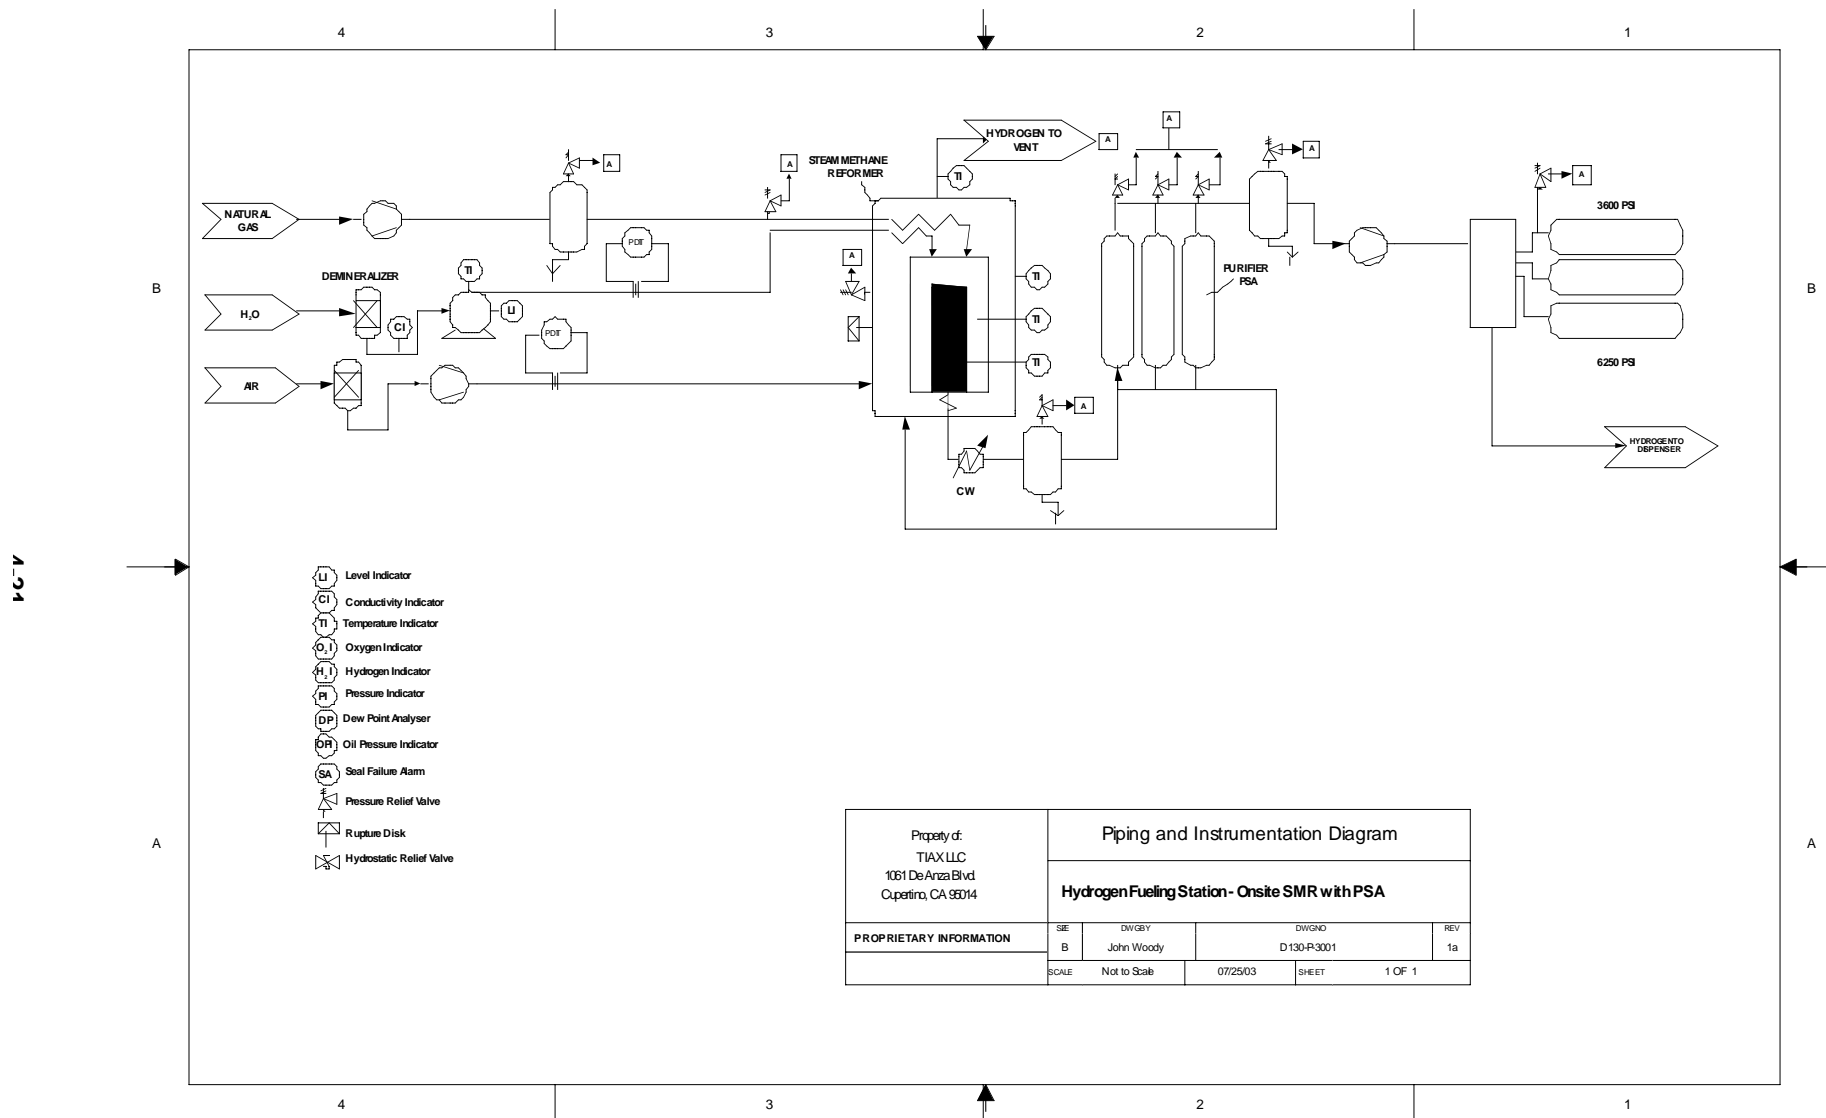 4 3 2 1
HYDROGEN TO
VENT
A
A
A
A
A
A
STEAM METHANE
REFORMER
TI
A
NATURAL
GAS
3600 PSI
PDIT
A
DEMINERALIZER
TI
TI
PURIFIER
PSA
B
B
H2O
LI
CI
TI
PDIT
TI
6250 PSI
AIR
A
HYDROGEN TO
DISPENSER
CW
LI Level Indicator
CI Conductivity Indicator
TI Temperature Indicator
O2I Oxygen Indicator
H2I Hydrogen Indicator
PI Pressure Indicator
DP Dew Point Analyser
OPI Oil Pressure Indicator
SA Seal Failure Alarm
Pressure Relief Valve
Rupture Disk
Hydrostatic Relief Valve
A
A
Property of:
TIAX LLC
1061 De Anza Blvd.
Cupertino, CA 95014
PROPRIETARY INFORMATION
Piping and Instrumentation Diagram
Hydrogen Fueling Station - Onsite SMR with PSA
SIZE DWG BY DWG NO REV
B John Woody D130-P-3001 1a
SCALE Not to Scale 07/25/03 SHEET 1 OF 1
4 3 2 1